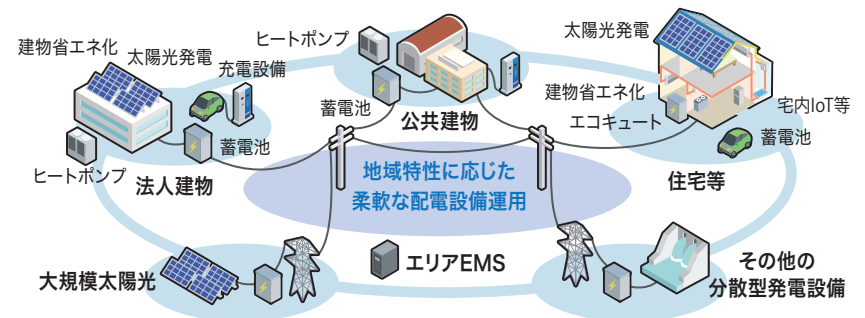 建物省エネ化
太陽光発電
充電設備
蓄電池
ヒートポンプ
法人建物
ヒートポンプ
蓄電池
公共建物
太陽光発電
建物省エネ化
エコキュート
宅内IoT等
蓄電池
住宅等
地域特性に応じた
柔軟な配電設備運用
大規模太陽光
エリアEMS
その他の
分散型発電設備